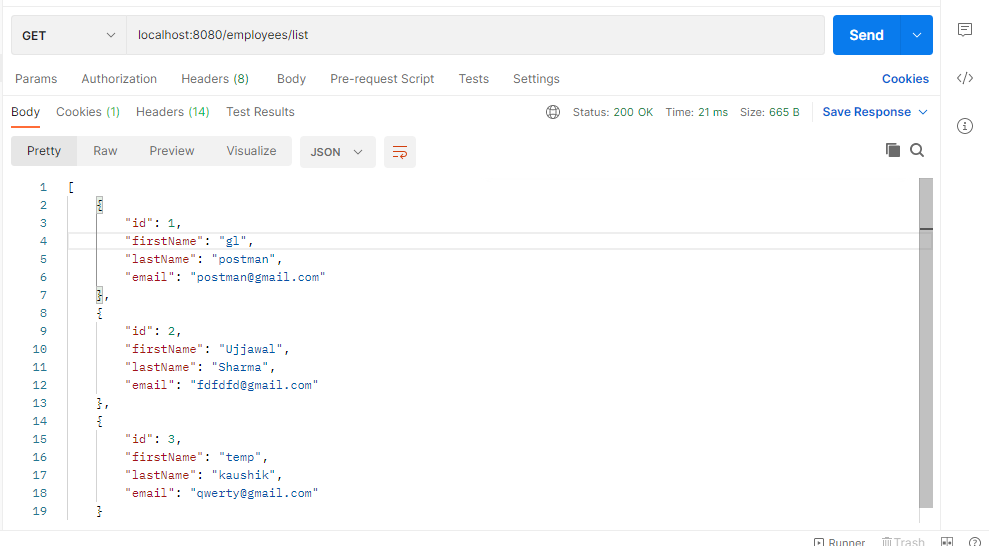 GET localhost:8080/employees/list Send
Params Authorization Headers (8) Body Pre-request Script Tests Settings Cookies
Body Cookies (1) Headers (14) Test Results Status: 200 OK Time: 21 ms Size: 665 B Save Response
Pretty Raw Preview Visualize JSON
1 [
2 {
3 "id": 1,
4 "firstName": "gl",
5 "lastName": "postman",
6 "email": "postman@gmail.com"
7 },
8 {
9 "id": 2,
10 "firstName": "Ujjawal",
11 "lastName": "Sharma",
12 "email": "fdfdfd@gmail.com"
13 },
14 {
15 "id": 3,
16 "firstName": "temp",
17 "lastName": "kaushik",
18 "email": "qwerty@gmail.com"
19 }
Runner Trash